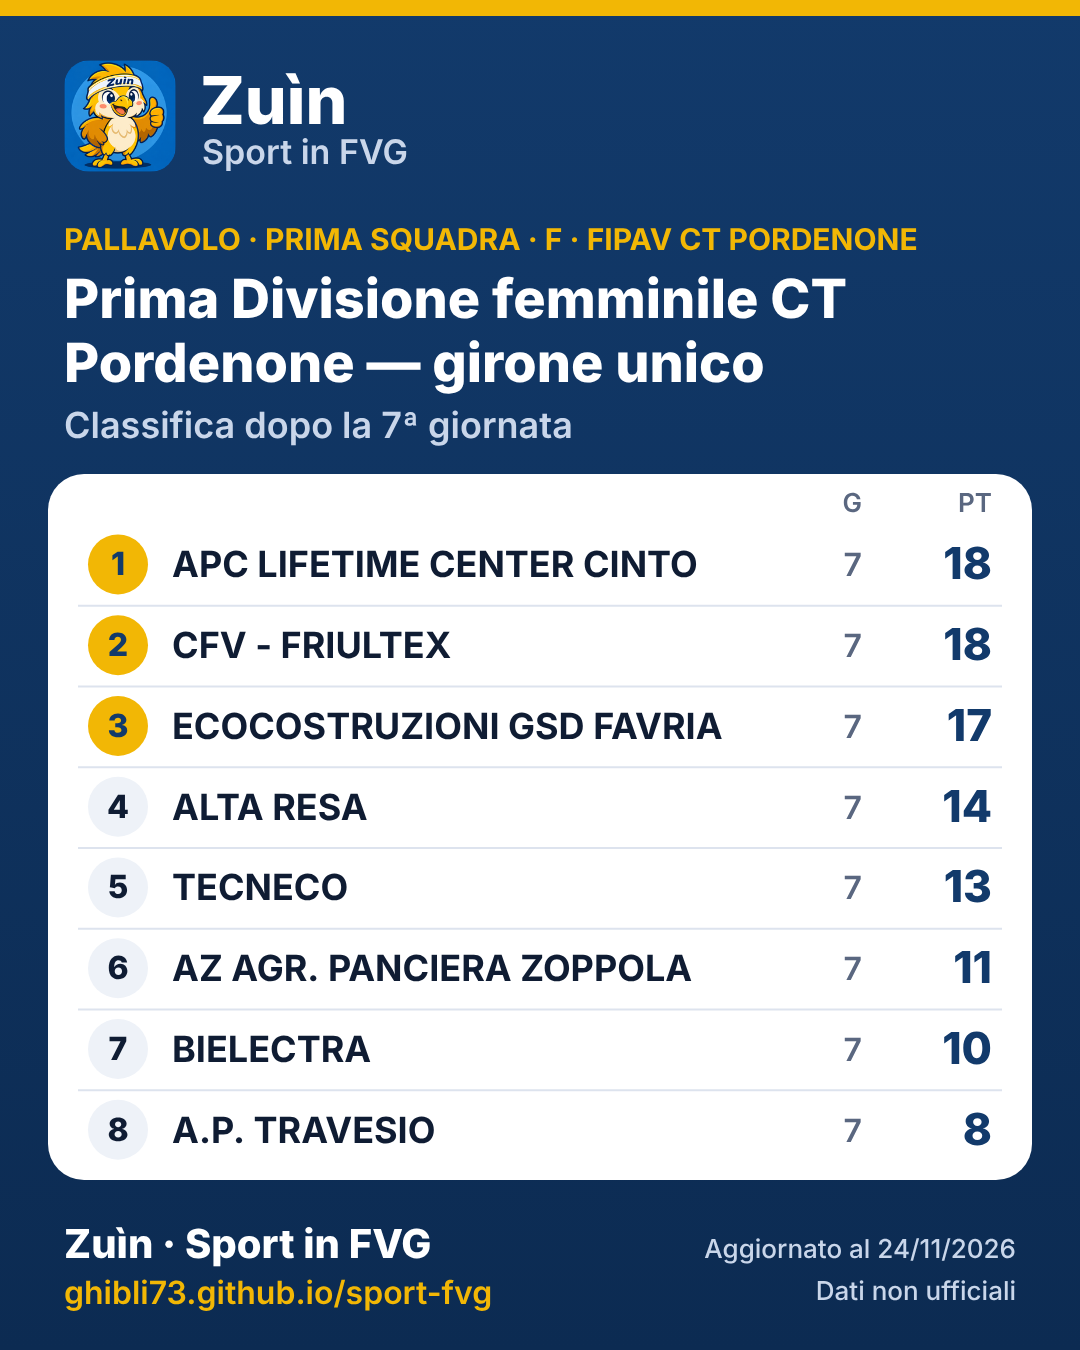 Zuin
Zuìn
Sport in FVG
PALLAVOLO · PRIMA SQUADRA · F · FIPAV CT PORDENONE
Prima Divisione femminile CT
Pordenone — girone unico
Classifica dopo la 7ª giornata
G PT
1 APC LIFETIME CENTER CINTO 7 18
2 CFV - FRIULTEX 7 18
3 ECOCOSTRUZIONI GSD FAVRIA 7 17
4 ALTA RESA 7 14
5 TECNECO 7 13
6 AZ AGR. PANCIERA ZOPPOLA 7 11
7 BIELECTRA 7 10
8 A.P. TRAVESIO 7 8
Zuìn · Sport in FVG
Aggiornato al 24/11/2026
ghibli73.github.io/sport-fvg
Dati non ufficiali